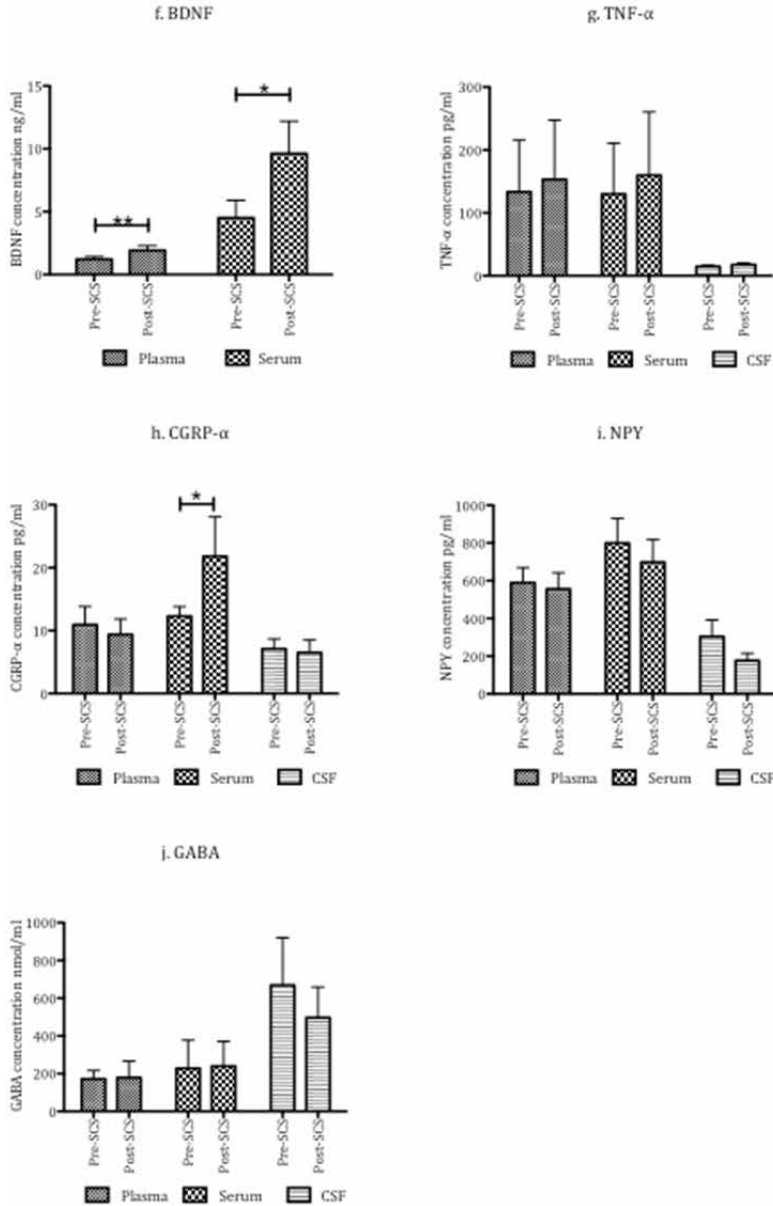 f. BDNF
BDNF concentration ng/ml
15
10
5
0
**
*
Pre-SCS
Post-SCS
Pre-SCS
Post-SCS
Plasma Serum
g. TNF-α
TNF-α concentration pg/ml
300
200
100
0
Pre-SCS
Post-SCS
Pre-SCS
Post-SCS
Pre-SCS
Post-SCS
Plasma Serum CSF
h. CGRP-α
CGRP-α concentration pg/ml
30
20
10
0
*
Pre-SCS
Post-SCS
Pre-SCS
Post-SCS
Pre-SCS
Post-SCS
Plasma Serum CSF
i. NPY
NPY concentration pg/ml
1000
800
600
400
200
0
Pre-SCS
Post-SCS
Pre-SCS
Post-SCS
Pre-SCS
Post-SCS
Plasma Serum CSF
j. GABA
GABA concentration nmol/ml
1000
800
600
400
200
0
Pre-SCS
Post-SCS
Pre-SCS
Post-SCS
Pre-SCS
Post-SCS
Plasma Serum CSF